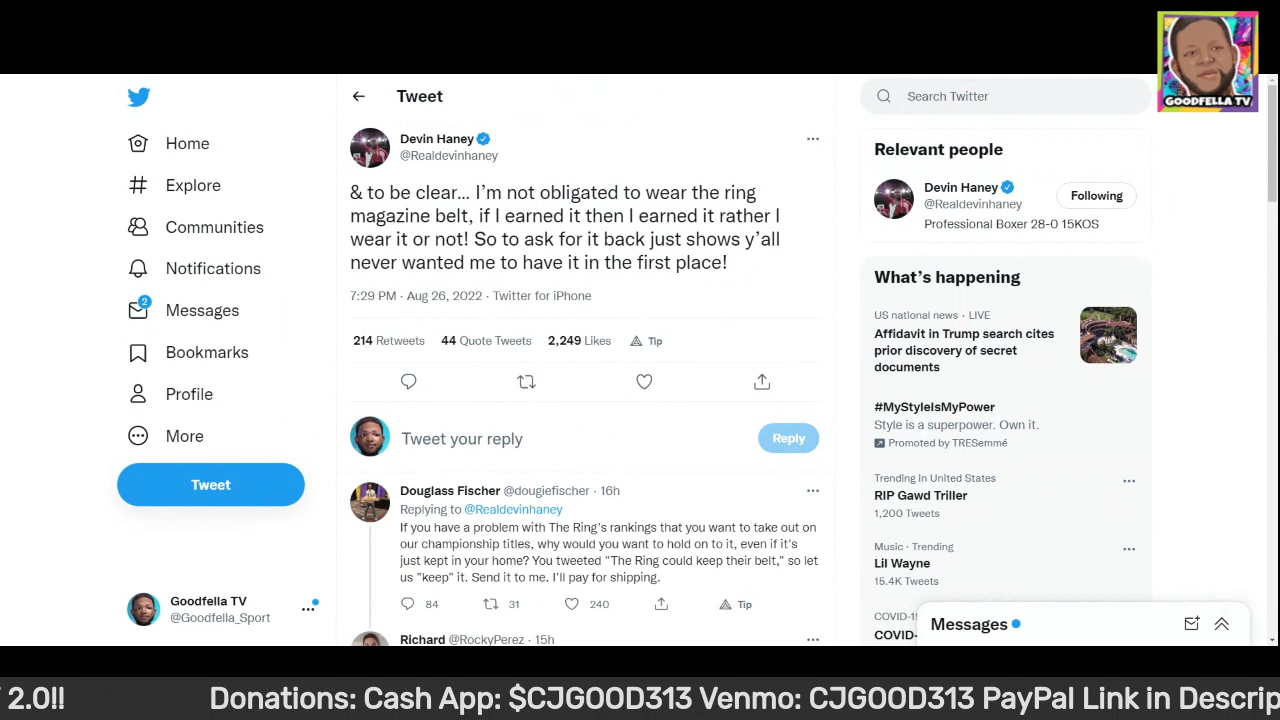 GOODFELLA TV
Home
Explore
Communities
Notifications
2
Messages
Bookmarks
Profile
More
Tweet
Goodfella TV
@Goodfella_Sport
Tweet
Devin Haney
@Realdevinhaney
& to be clear... I'm not obligated to wear the ring
magazine belt, if I earned it then I earned it rather I
wear it or not! So to ask for it back just shows y'all
never wanted me to have it in the first place!
7:29 PM · Aug 26, 2022 · Twitter for iPhone
214 Retweets 44 Quote Tweets 2,249 Likes Tip
Tweet your reply
Reply
Douglass Fischer @dougiefischer · 16h
Replying to @Realdevinhaney
If you have a problem with The Ring's rankings that you want to take out on
our championship titles, why would you want to hold on to it, even if it's
just kept in your home? You tweeted "The Ring could keep their belt," so let
us "keep" it. Send it to me. I'll pay for shipping.
84 31 240 Tip
Richard @RockyPerez · 15h
Search Twitter
Relevant people
Devin Haney
@Realdevinhaney
Following
Professional Boxer 28-0 15KOS
What's happening
US national news · LIVE
Affidavit in Trump search cites
prior discovery of secret
documents
#MyStyleIsMyPower
Style is a superpower. Own it.
Promoted by TRESemmé
Trending in United States
RIP Gawd Triller
1,200 Tweets
Music · Trending
Lil Wayne
15.4K Tweets
COVID-19
COVID-
Messages
2.0!! Donations: Cash App: $CJGOOD313 Venmo: CJGOOD313 PayPal Link in Descrip